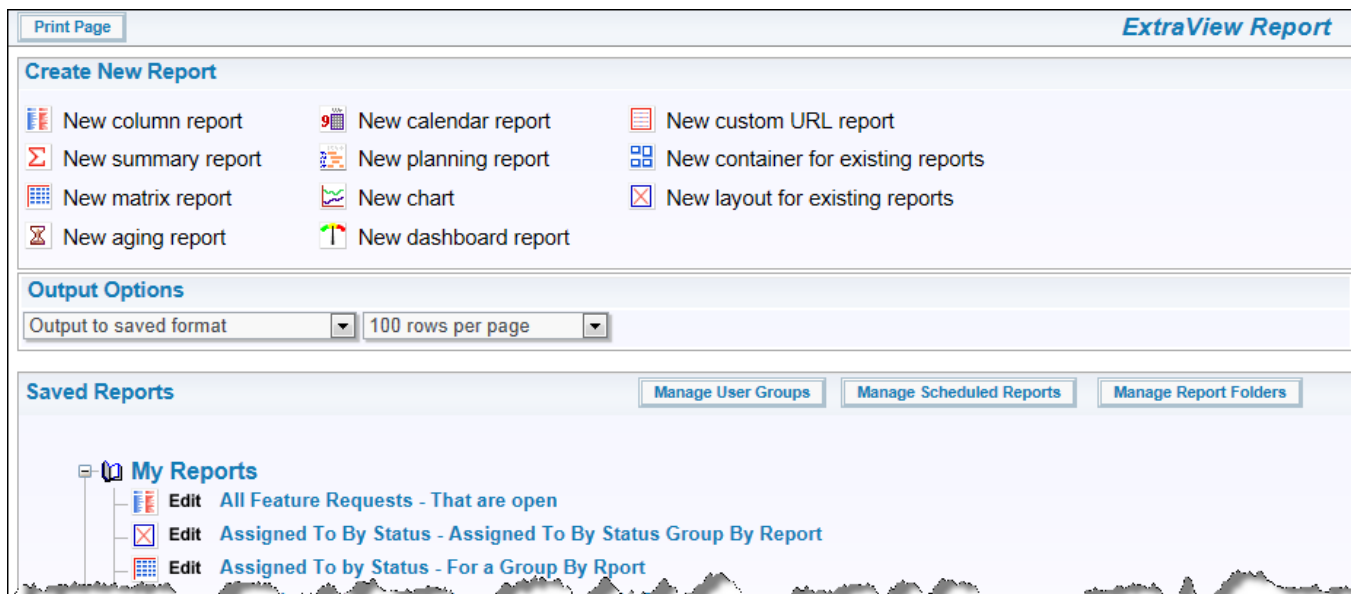 Print Page
ExtraView Report
Create New Report
New column report
New calendar report
New custom URL report
New summary report
New planning report
New container for existing reports
New matrix report
New chart
New layout for existing reports
New aging report
New dashboard report
Output Options
Output to saved format
100 rows per page
Saved Reports
Manage User Groups
Manage Scheduled Reports
Manage Report Folders
My Reports
Edit All Feature Requests - That are open
Edit Assigned To By Status - Assigned To By Status Group By Report
Edit Assigned To by Status - For a Group By Rport